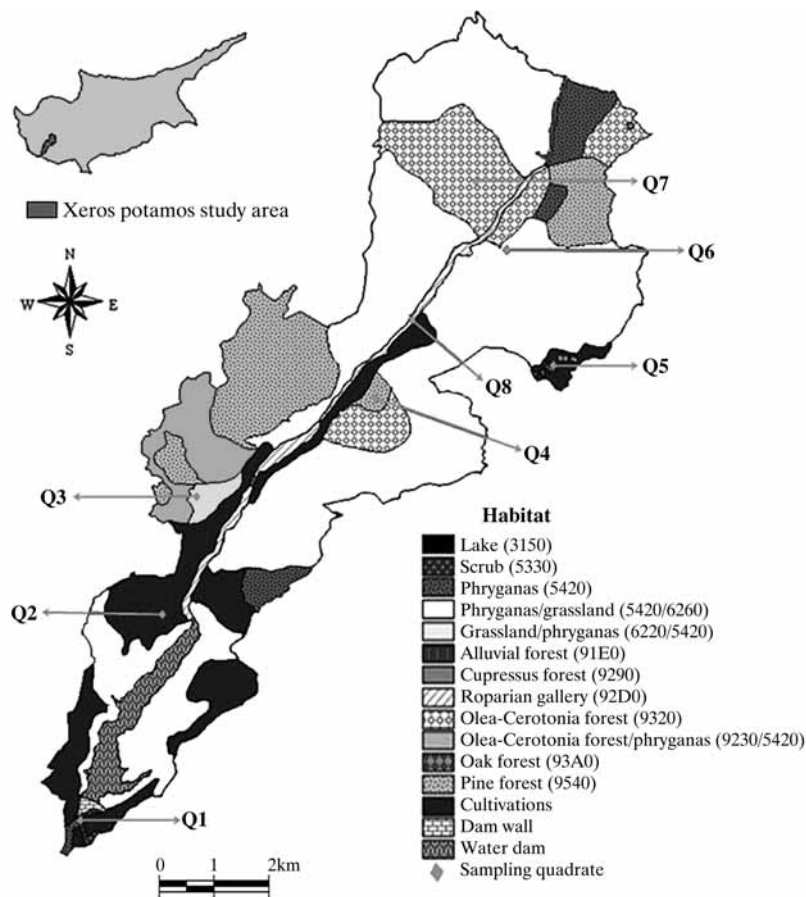 Xeros potamos study area
N
W E
S
Q7
Q6
Q5
Q8
Q4
Q3
Q2
Q1
Habitat
Lake (3150)
Scrub (5330)
Phryganas (5420)
Phryganas/grassland (5420/6260)
Grassland/phryganas (6220/5420)
Alluvial forest (91E0)
Cupressus forest (9290)
Roparian gallery (92D0)
Olea-Cerotonia forest (9320)
Olea-Cerotonia forest/phryganas (9230/5420)
Oak forest (93A0)
Pine forest (9540)
Cultivations
Dam wall
Water dam
Sampling quadrate
0 1 2km